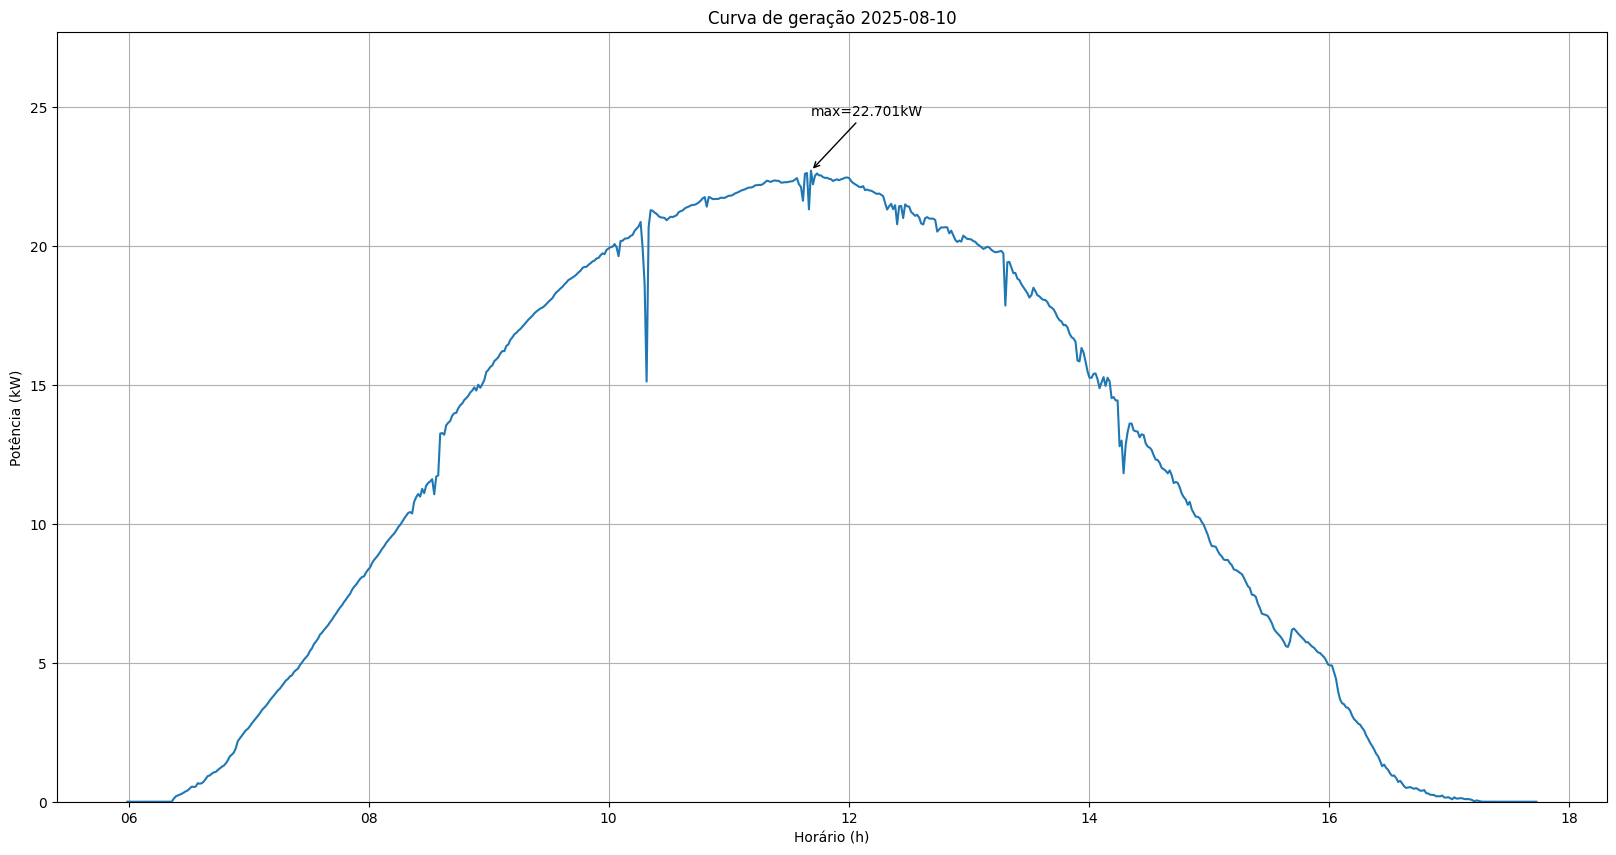 Curva de geração 2025-08-10
max=22.701kW
Potência (kW)
25
20
15
10
5
0
06 08 10 12 14 16 18
Horário (h)